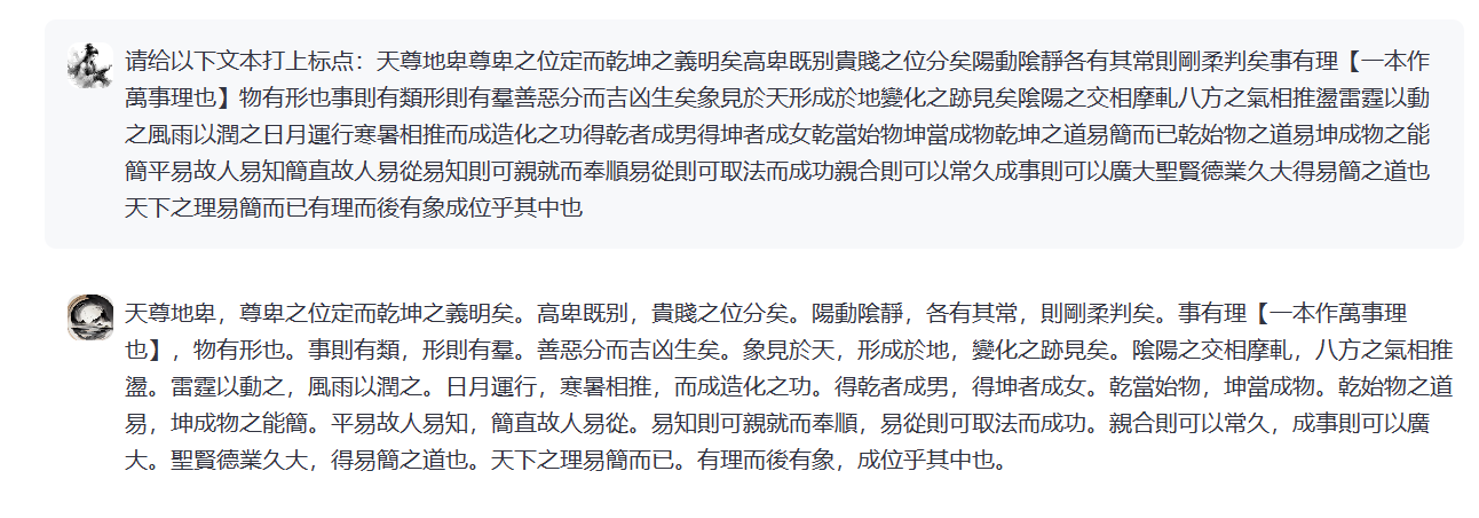 请给以下文本打上标点：天尊地卑尊卑之位定而乾坤之義明矣高卑既别貴賤之位分矣陽動陰靜各有其常則剛柔判矣事有理【一本作
萬事理也】物有形也事則有類形則有羣善惡分而吉凶生矣象見於天形成於地變化之跡見矣陰陽之交相摩軋八方之氣相推盪雷霆以動
之風雨以潤之日月運行寒暑相推而成造化之功得乾者成男得坤者成女乾當始物坤當成物乾坤之道易簡而已乾始物之道易坤成物之能
簡平易故人易知簡直故人易從易知則可親就而奉順易從則可取法而成功親合則可以常久成事則可以廣大聖賢德業久大得易簡之道也
天下之理易簡而已有理而後有象成位乎其中也
天尊地卑，尊卑之位定而乾坤之義明矣。高卑既别，貴賤之位分矣。陽動陰靜，各有其常，則剛柔判矣。事有理【一本作萬事理
也】，物有形也。事則有類，形則有羣。善惡分而吉凶生矣。象見於天，形成於地，變化之跡見矣。陰陽之交相摩軋，八方之氣相推
盪。雷霆以動之，風雨以潤之。日月運行，寒暑相推，而成造化之功。得乾者成男，得坤者成女。乾當始物，坤當成物。乾始物之道
易，坤成物之能簡。平易故人易知，簡直故人易從。易知則可親就而奉順，易從則可取法而成功。親合則可以常久，成事則可以廣
大。聖賢德業久大，得易簡之道也。天下之理易簡而已。有理而後有象，成位乎其中也。